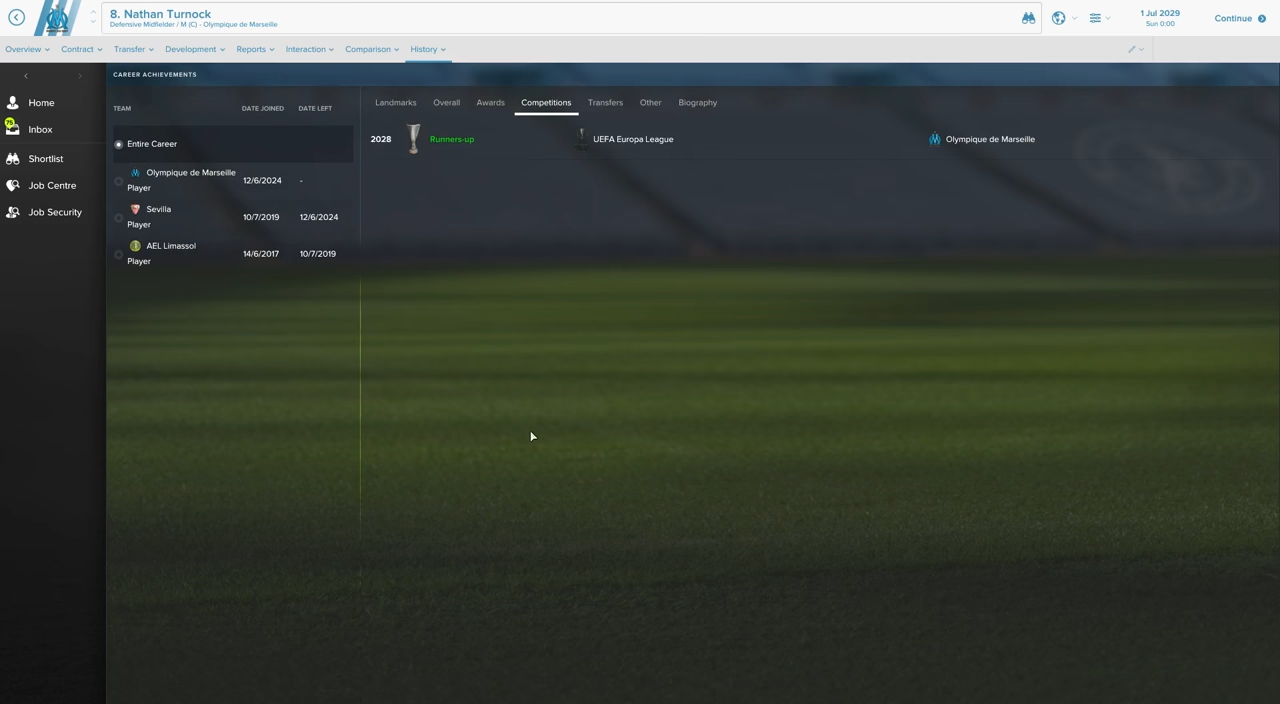 8. Nathan Turnock
Defensive Midfielder / M (C) - Olympique de Marseille
1 Jul 2029
Sun 0:00
Continue
Overview
Contract
Transfer
Development
Reports
Interaction
Comparison
History
Home
75
Inbox
Shortlist
Job Centre
Job Security
CAREER ACHIEVEMENTS
TEAM DATE JOINED DATE LEFT
Entire Career
Olympique de Marseille
Player
12/6/2024 -
Sevilla
Player
10/7/2019 12/6/2024
AEL Limassol
Player
14/6/2017 10/7/2019
Landmarks Overall Awards Competitions Transfers Other Biography
2028 Runners-up UEFA Europa League Olympique de Marseille